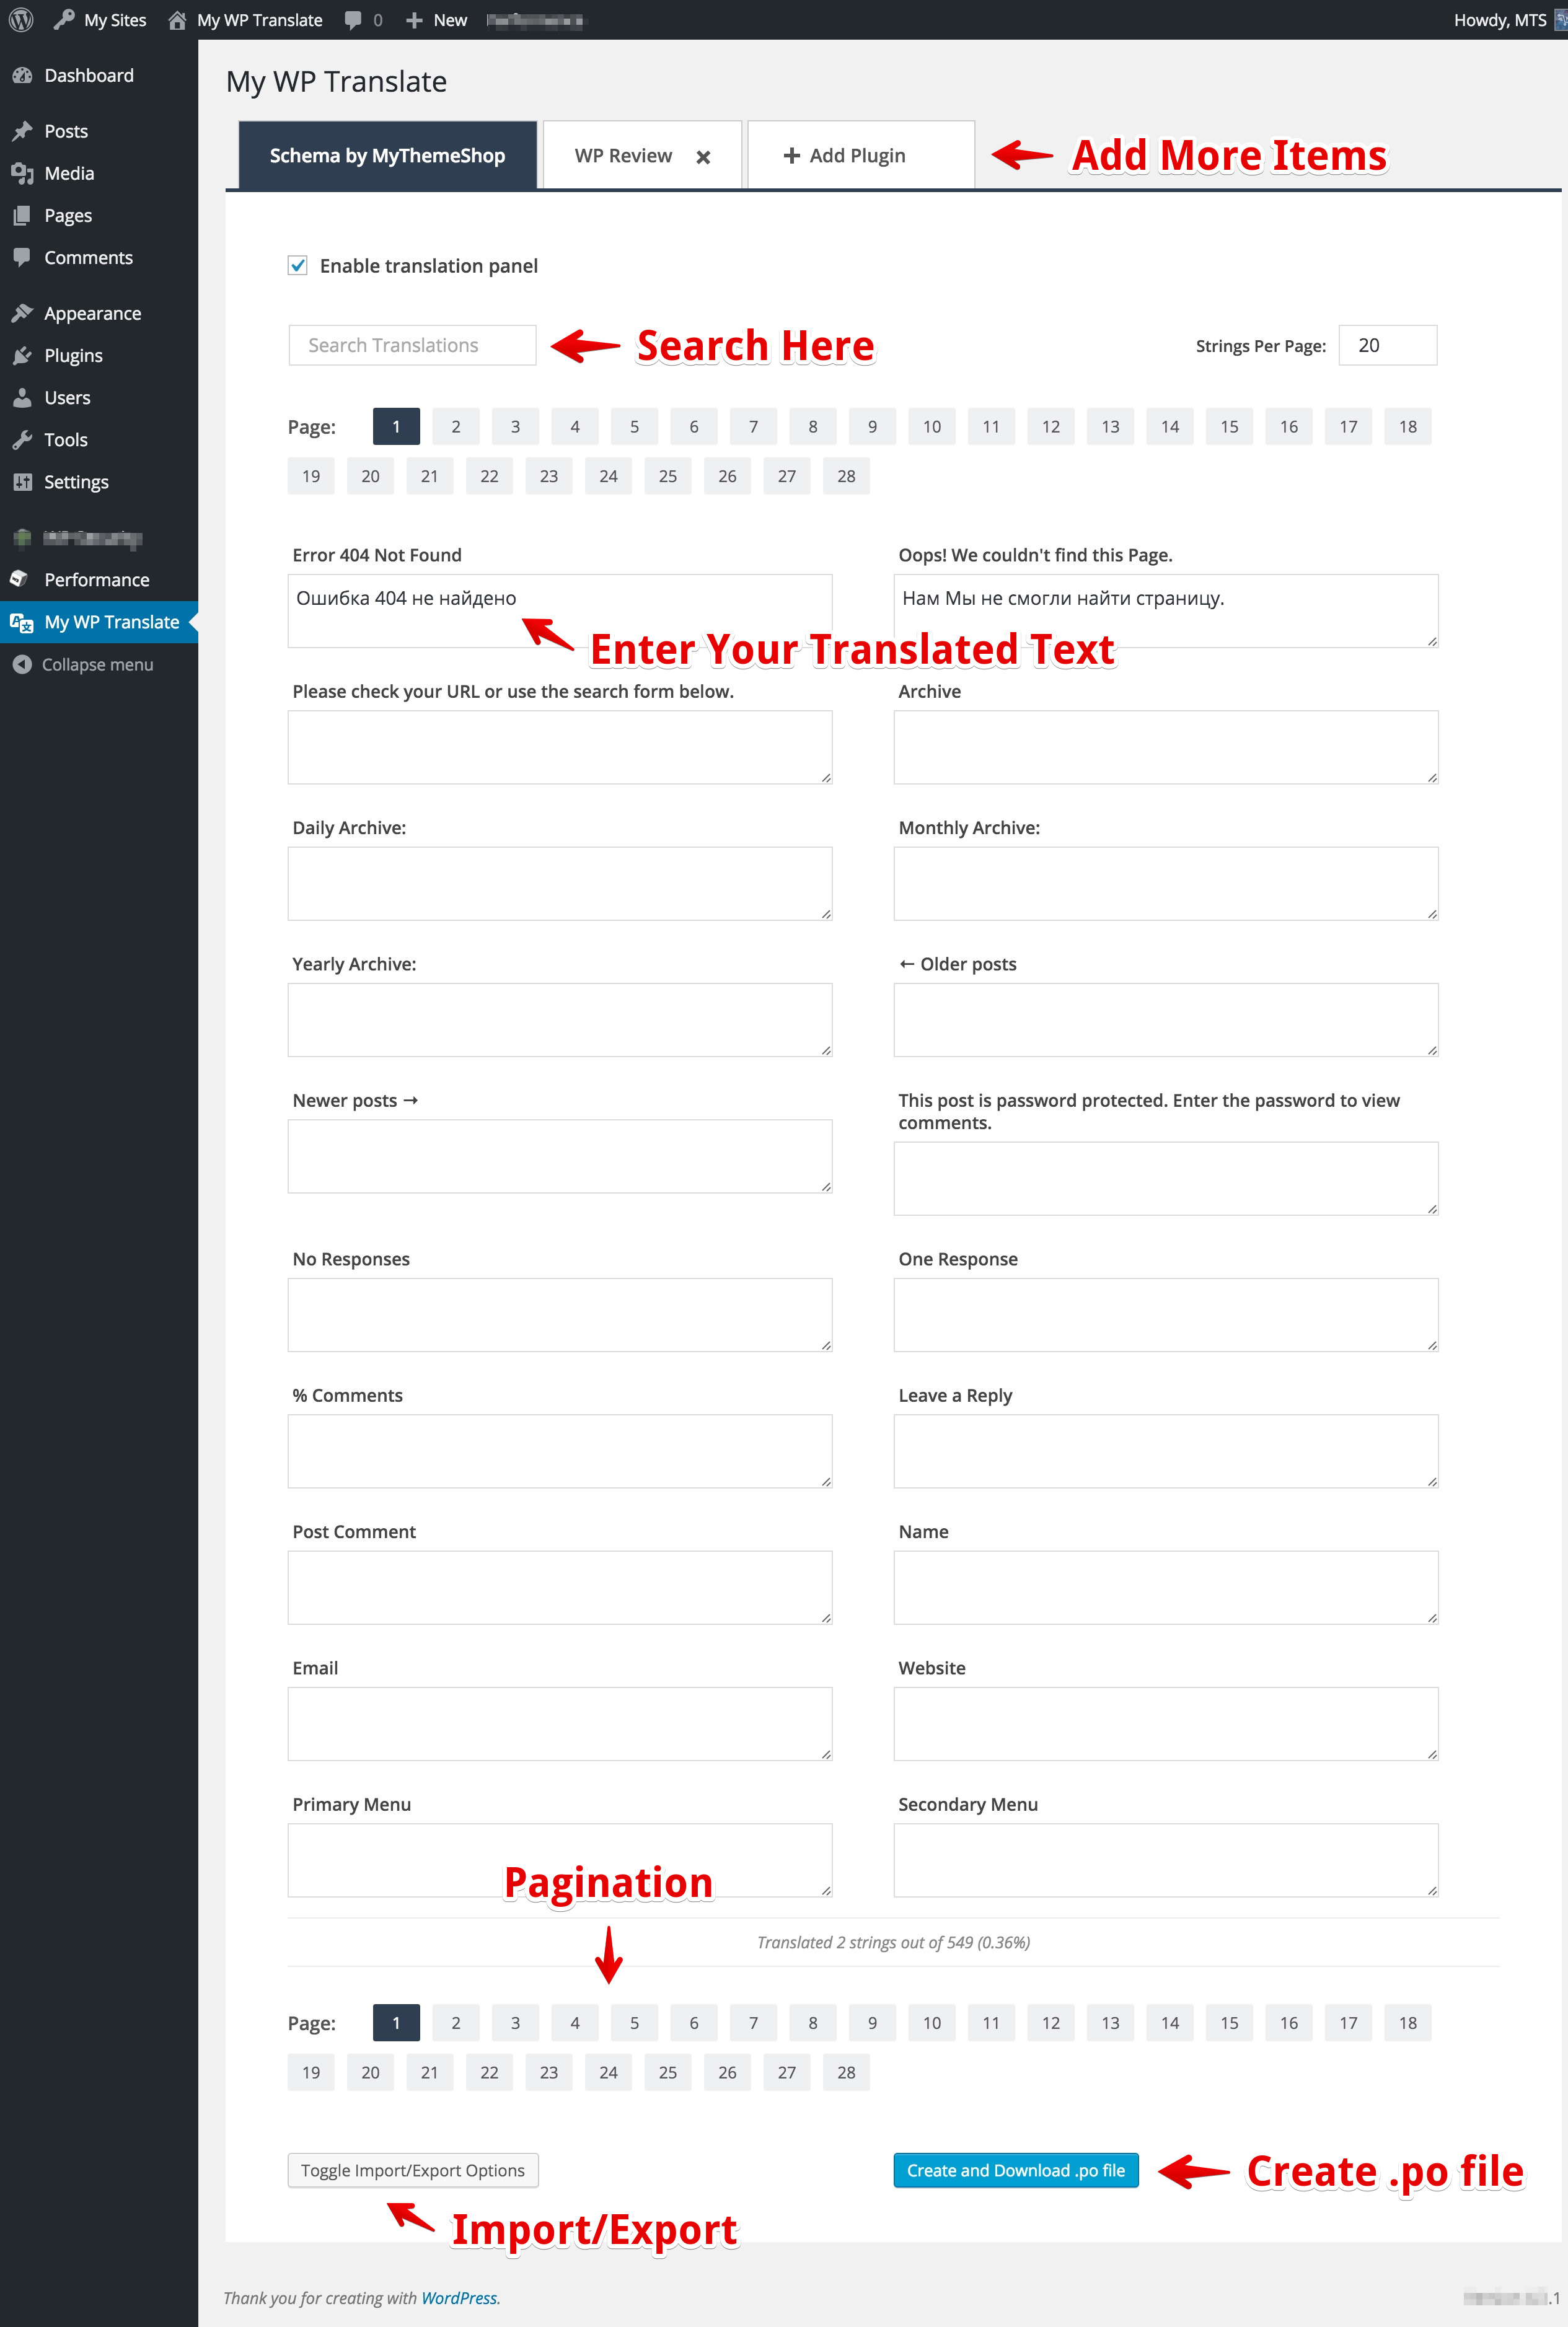 My Sites My WP Translate 0 New Howdy, MTS
Dashboard
Posts
Media
Pages
Comments
Appearance
Plugins
Users
Tools
Settings
Performance
My WP Translate
Collapse menu
My WP Translate
Schema by MyThemeShop WP Review × + Add Plugin Add More Items
Enable translation panel
Search Translations Search Here Strings Per Page: 20
Page: 1 2 3 4 5 6 7 8 9 10 11 12 13 14 15 16 17 18
19 20 21 22 23 24 25 26 27 28
Error 404 Not Found Oops! We couldn't find this Page.
Ошибка 404 не найдено Нам Мы не смогли найти страницу.
Enter Your Translated Text
Please check your URL or use the search form below. Archive
Daily Archive: Monthly Archive:
Yearly Archive: ← Older posts
Newer posts → This post is password protected. Enter the password to view
comments.
No Responses One Response
% Comments Leave a Reply
Post Comment Name
Email Website
Primary Menu Secondary Menu
Pagination
Translated 2 strings out of 549 (0.36%)
Page: 1 2 3 4 5 6 7 8 9 10 11 12 13 14 15 16 17 18
19 20 21 22 23 24 25 26 27 28
Toggle Import/Export Options Create and Download .po file Create .po file
Import/Export
Thank you for creating with WordPress. .1